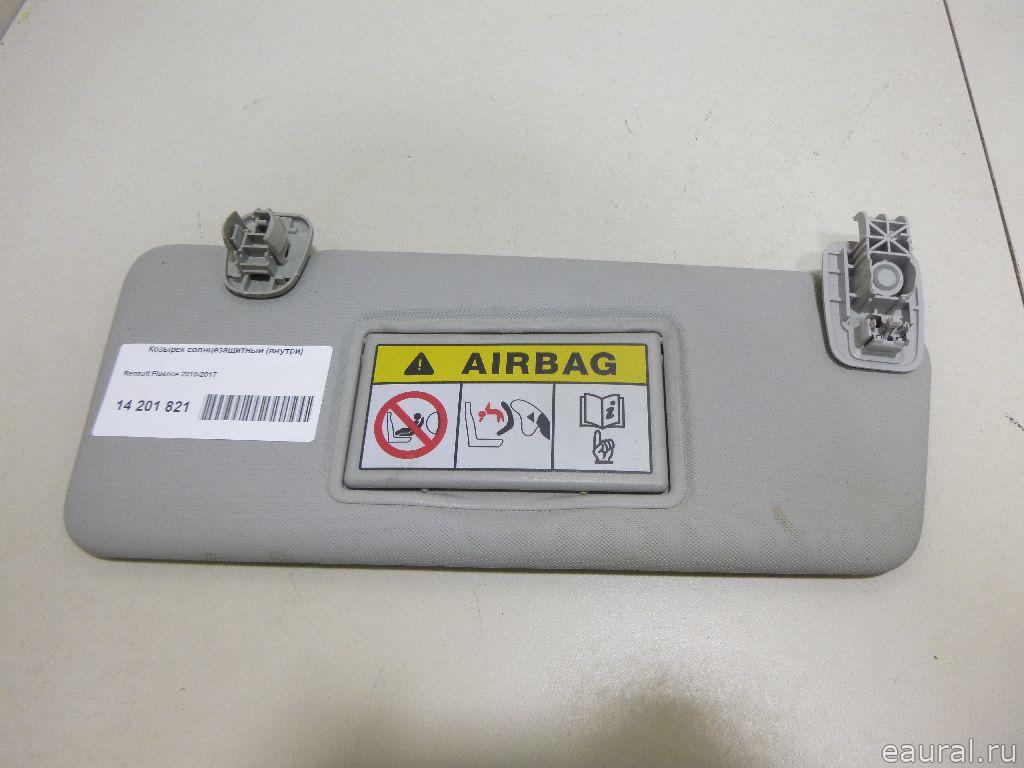 Козырек солнцезащитный (внутри)
Renault Fluence 2010-2017
14 201 821
AIRBAG
i
eaural.ru